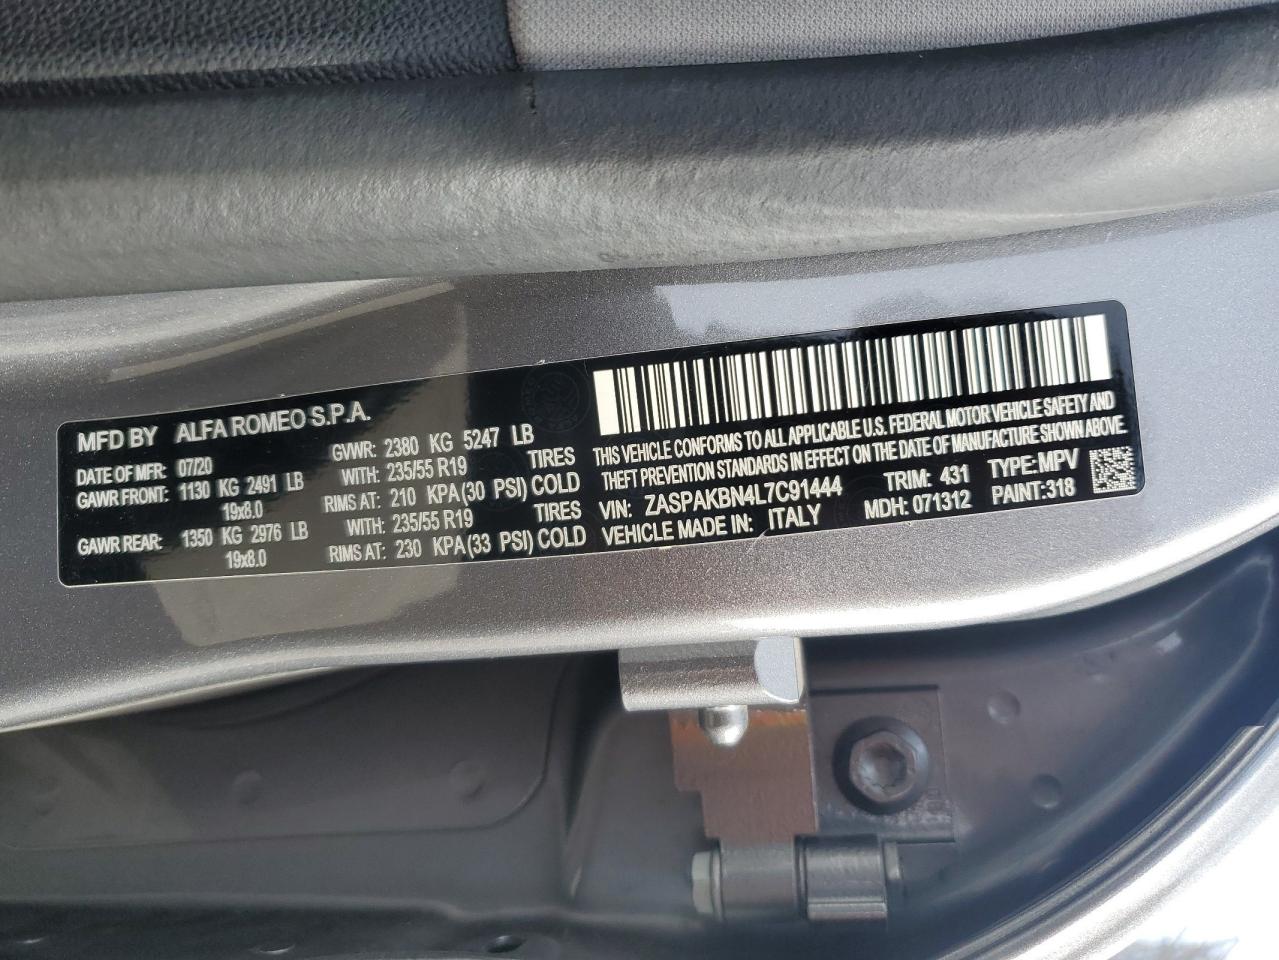 MFD BY ALFA ROMEO S.P.A.
DATE OF MFR: 07/20 GVWR: 2380 KG 5247 LB
GAWR FRONT: 1130 KG 2491 LB WITH: 235/55 R19 TIRES
19x8.0 RIMS AT: 210 KPA (30 PSI) COLD
GAWR REAR: 1350 KG 2976 LB WITH: 235/55 R19 TIRES
19x8.0 RIMS AT: 230 KPA (33 PSI) COLD
THIS VEHICLE CONFORMS TO ALL APPLICABLE U.S. FEDERAL MOTOR VEHICLE SAFETY AND
THEFT PREVENTION STANDARDS IN EFFECT ON THE DATE OF MANUFACTURE SHOWN ABOVE.
VIN: ZASPAKBN4L7C91444 TRIM: 431 TYPE: MPV
VEHICLE MADE IN: ITALY MDH: 071312 PAINT: 318